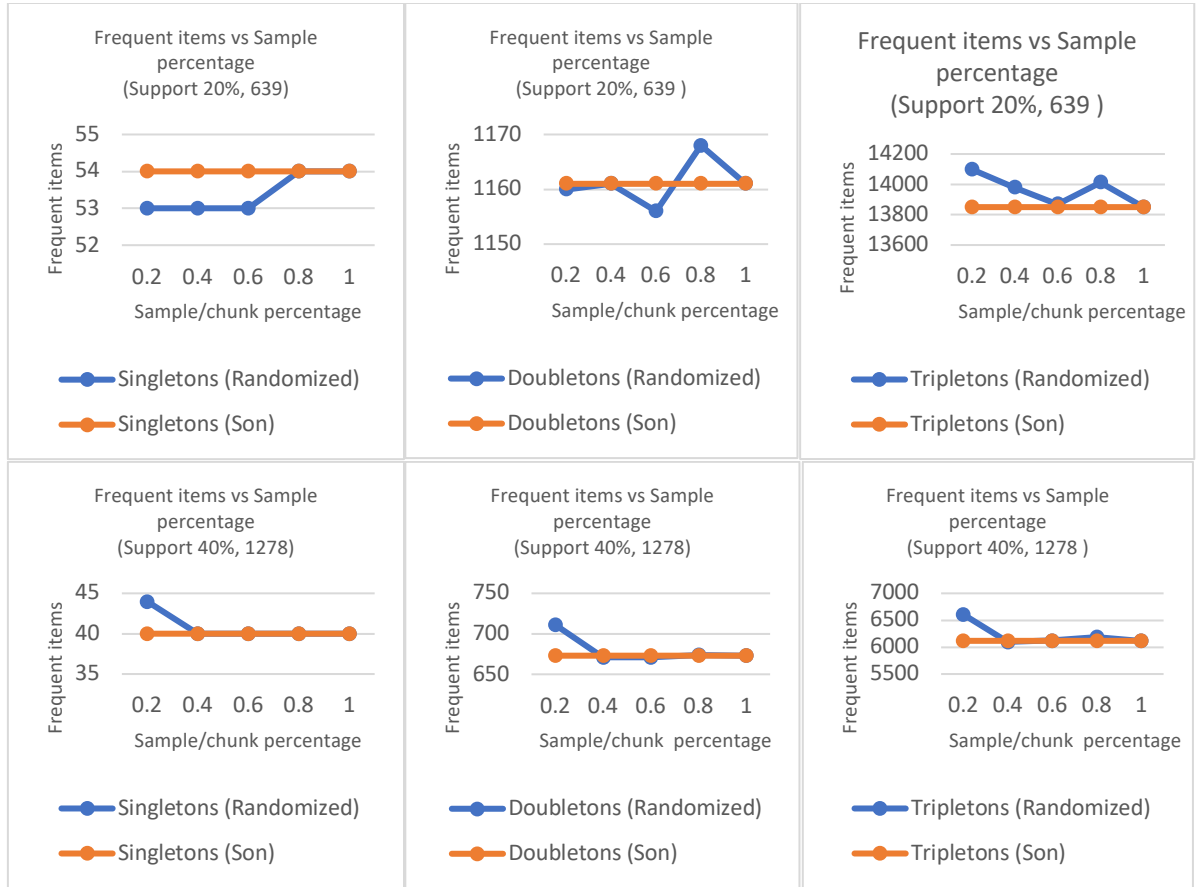 Frequent items vs Sample
percentage
(Support 20%, 639)
55
54
53
52
Frequent items
0.2 0.4 0.6 0.8 1
Sample/chunk percentage
Singletons (Randomized)
Singletons (Son)
Frequent items vs Sample
percentage
(Support 20%, 639 )
1170
1160
1150
Frequent items
0.2 0.4 0.6 0.8 1
Sample/chunk percentage
Doubletons (Randomized)
Doubletons (Son)
Frequent items vs Sample
percentage
(Support 20%, 639 )
14200
14000
13800
13600
Frequent items
0.2 0.4 0.6 0.8 1
Sample/chunk percentage
Tripletons (Randomized)
Tripletons (Son)
Frequent items vs Sample
percentage
(Support 40%, 1278)
45
40
35
Frequent items
0.2 0.4 0.6 0.8 1
Sample/chunk percentage
Singletons (Randomized)
Singletons (Son)
Frequent items vs Sample
percentage
(Support 40%, 1278)
750
700
650
Frequent items
0.2 0.4 0.6 0.8 1
Sample/chunk percentage
Doubletons (Randomized)
Doubletons (Son)
Frequent items vs Sample
percentage
(Support 40%, 1278 )
7000
6500
6000
5500
Frequent items
0.2 0.4 0.6 0.8 1
Sample/chunk percentage
Tripletons (Randomized)
Tripletons (Son)